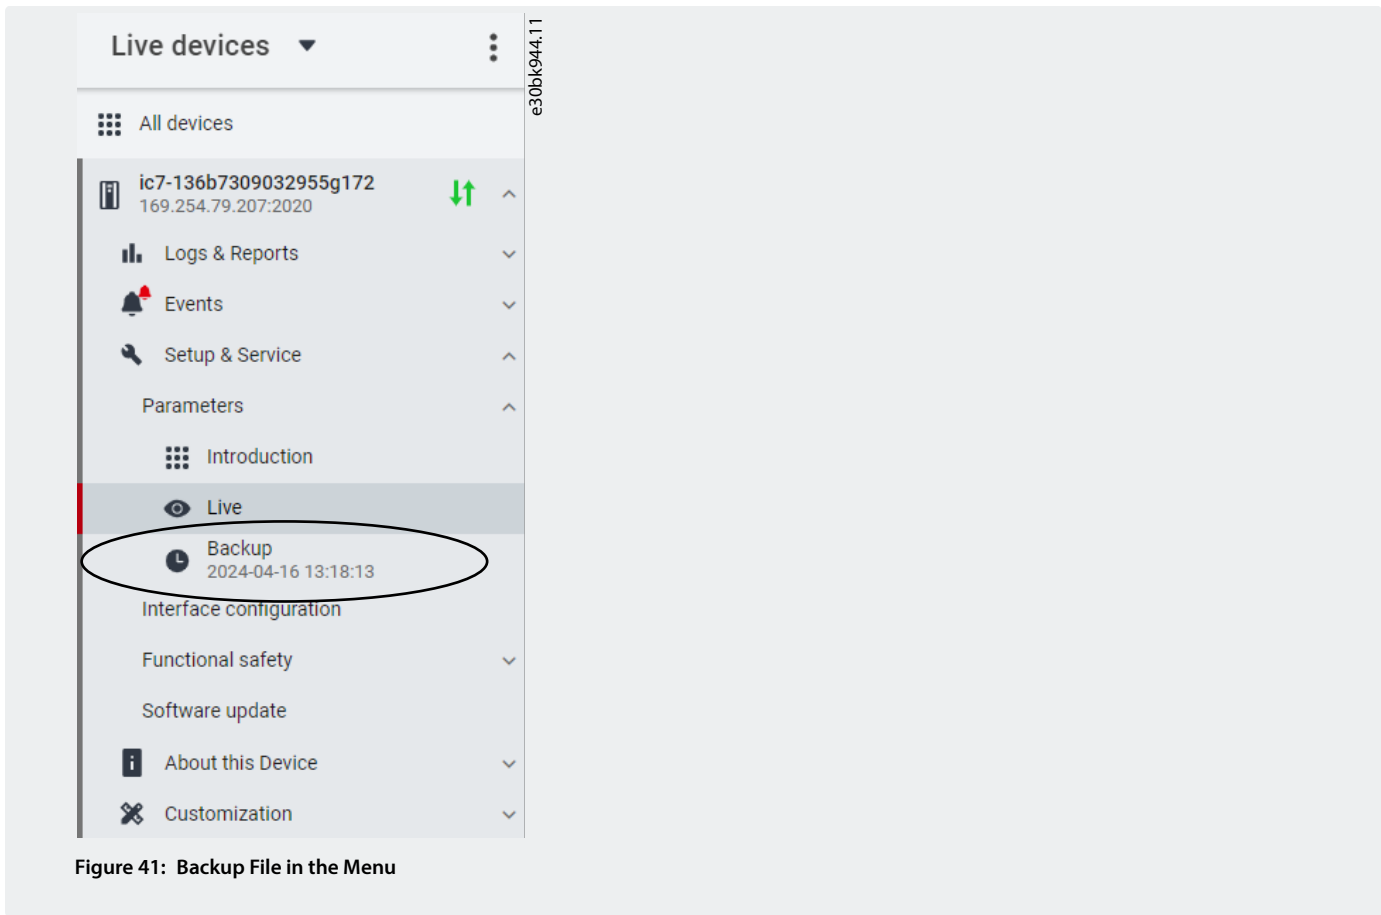 Live devices
e30bk944.11
All devices
ic7-136b7309032955g172
169.254.79.207:2020
Logs & Reports
Events
Setup & Service
Parameters
Introduction
Live
Backup
2024-04-16 13:18:13
Interface configuration
Functional safety
Software update
About this Device
Customization
Figure 41: Backup File in the Menu